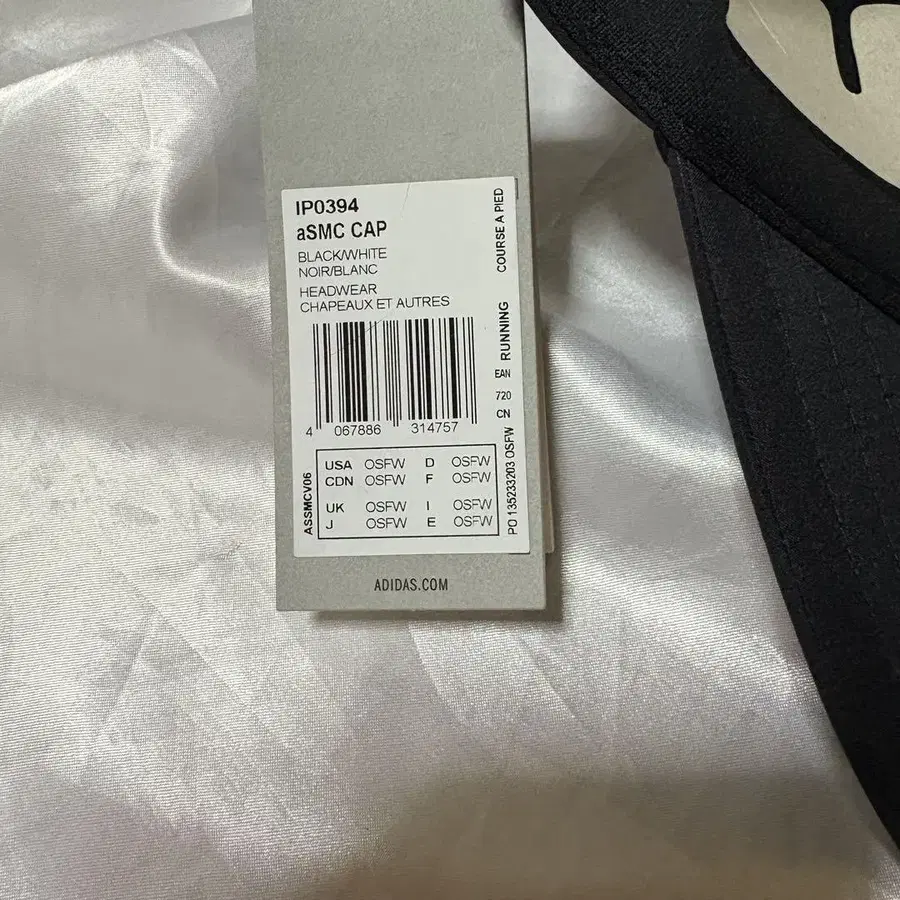 IP0394
aSMC CAP
BLACK/WHITE
NOIR/BLANC
HEADWEAR
CHAPEAUX ET AUTRES
RUNNING COURSE A PIED
EAN
720
CN
4 067886 314757
USA OSFW D OSFW
CDN OSFW F OSFW
UK OSFW I OSFW
J OSFW E OSFW
ASSMCV06
PO 135233203 OSFW
ADIDAS.COM